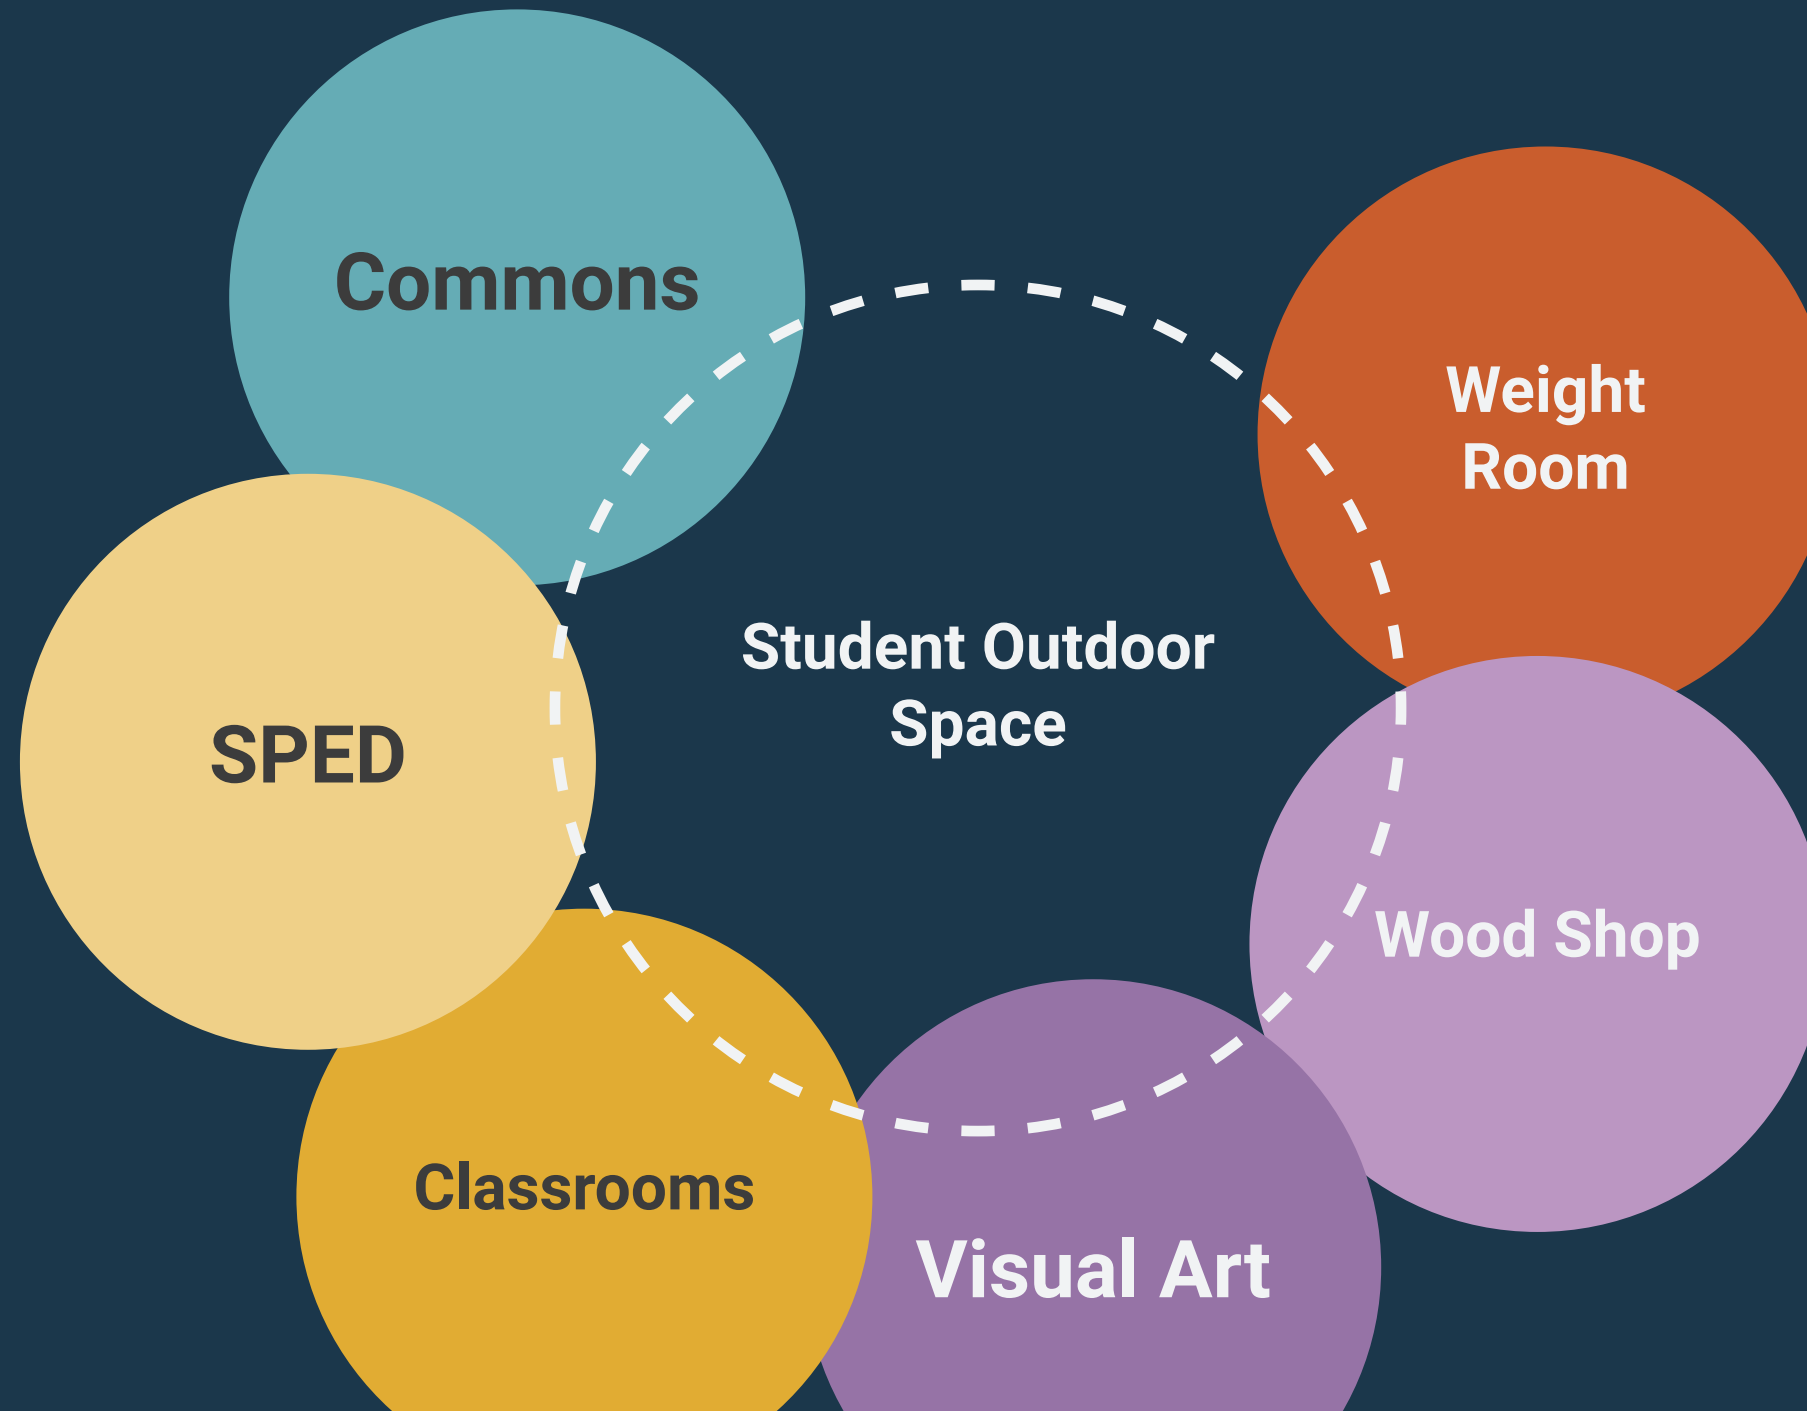 Commons
Weight
Room
Student Outdoor
Space
SPED
Wood Shop
Classrooms
Visual Art